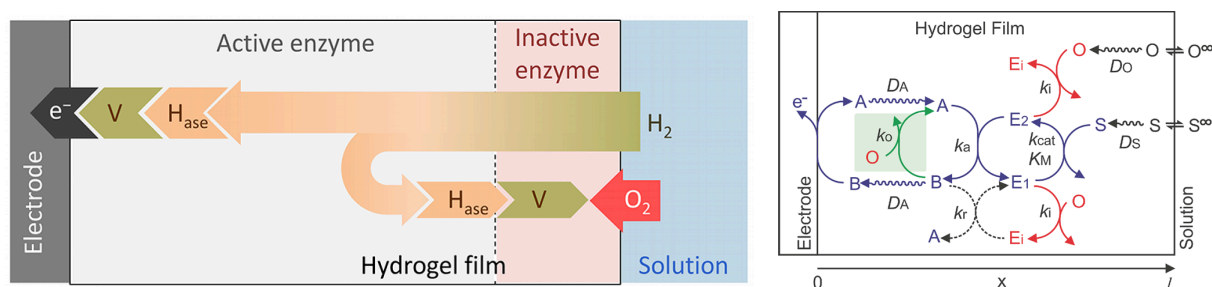 Active enzyme
Inactive
enzyme
e⁻
V
Hase
H2
Hase
V
O2
Electrode
Hydrogel film
Solution
Hydrogel Film
Ei
O
O
O∞
DO
ki
e-
A
DA
A
E2
S
S
S∞
DS
kO
O
ka
kcat
KM
B
DA
B
E1
kr
ki
O
A
Ei
Electrode
Solution
0
x
l